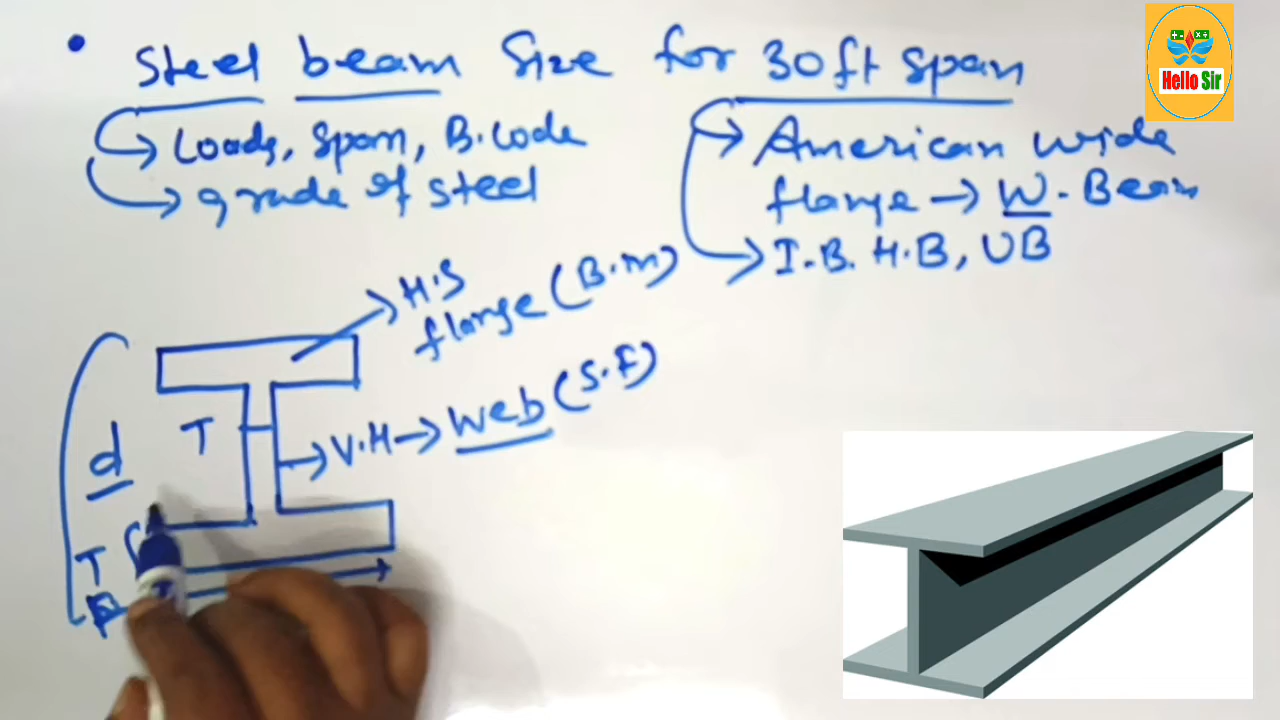 Steel beam Size for 30ft span
Hello Sir
Loads, Span, B.Code
grade of steel
American wide
flange → W-Beam
I.B. H.B, UB
H.S
flange (B.M)
V.H → Web (S.F)
T
d
T
B